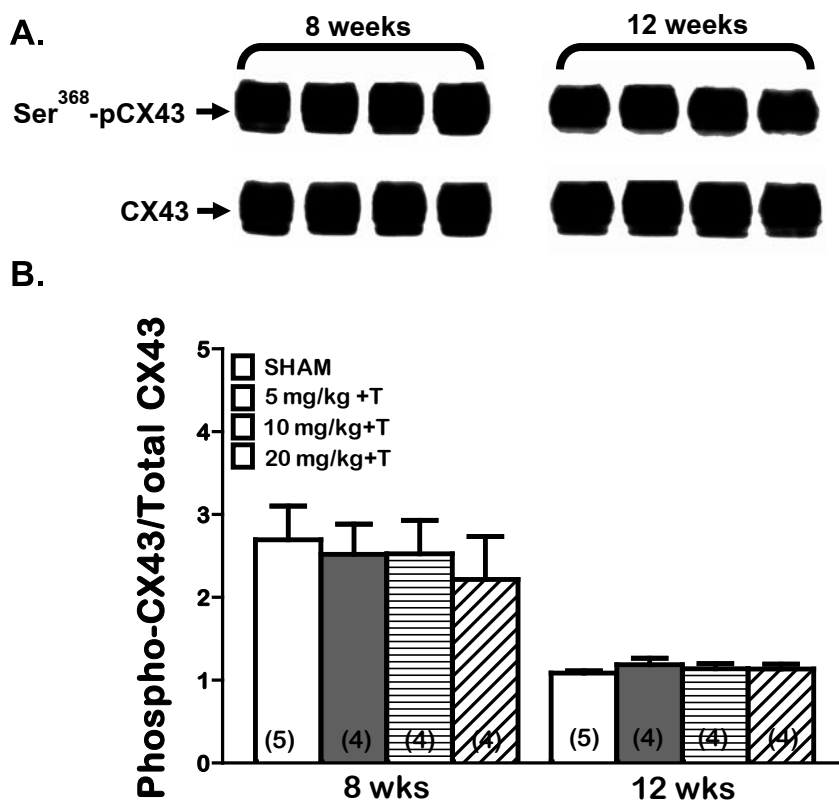 A.
8 weeks
12 weeks
Ser368-pCX43
CX43
B.
Phospho-CX43/Total CX43
5
4
3
2
1
0
SHAM
5 mg/kg +T
10 mg/kg+T
20 mg/kg+T
(5) (4) (4) (4) (5) (4) (4) (4)
8 wks 12 wks